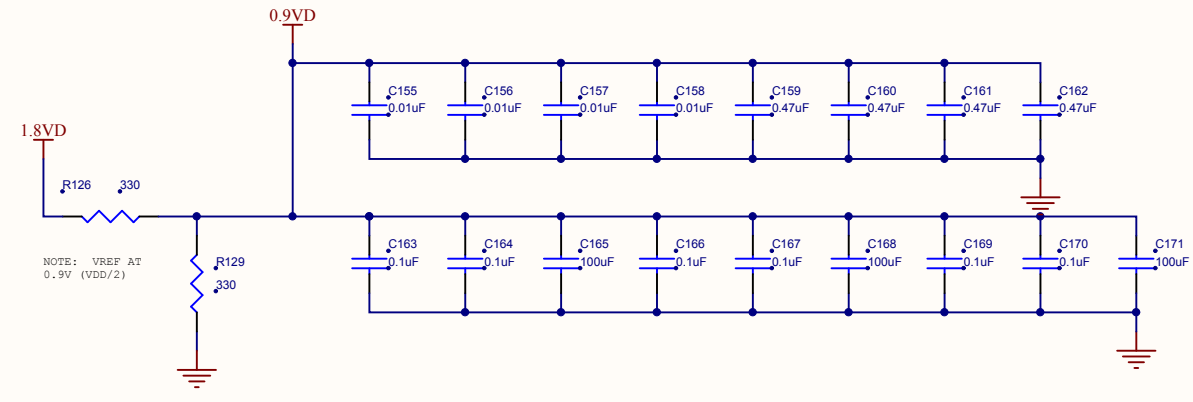 0.9VD
C155
0.01uF
C156
0.01uF
C157
0.01uF
C158
0.01uF
C159
0.47uF
C160
0.47uF
C161
0.47uF
C162
0.47uF
1.8VD
R126 330
NOTE: VREF AT
0.9V (VDD/2)
R129
330
C163
0.1uF
C164
0.1uF
C165
100uF
C166
0.1uF
C167
0.1uF
C168
100uF
C169
0.1uF
C170
0.1uF
C171
100uF